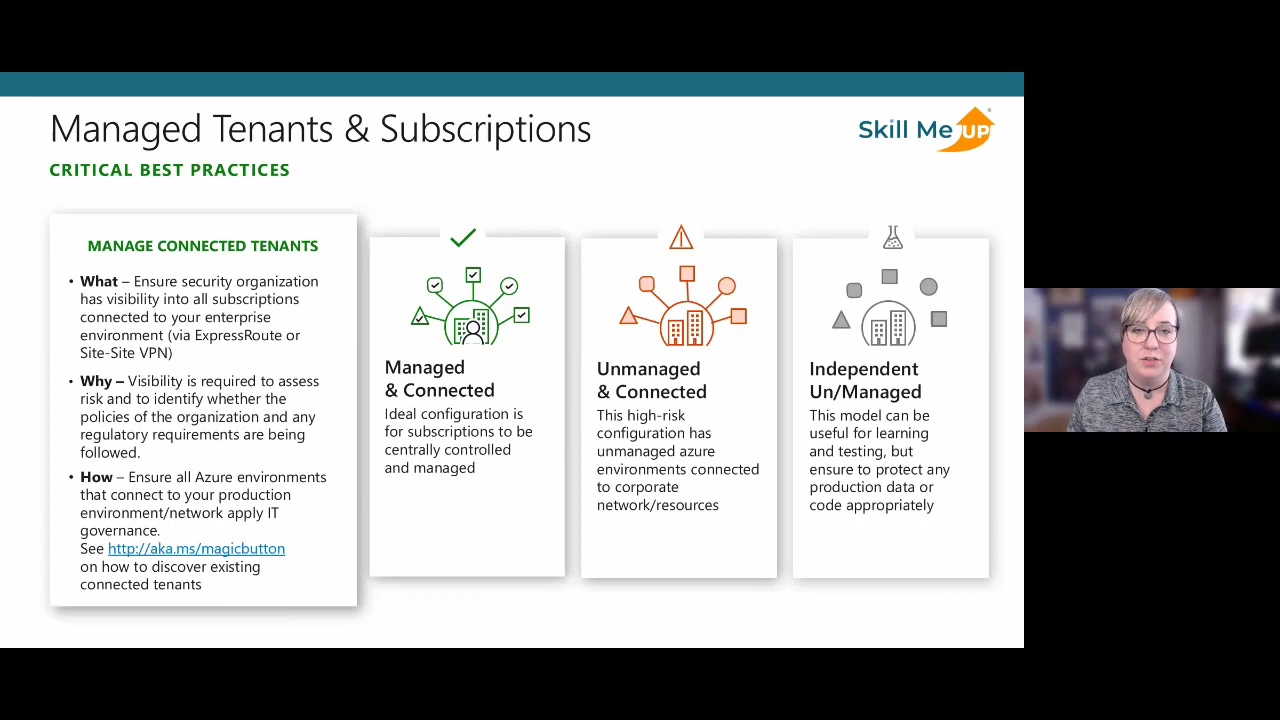 Managed Tenants & Subscriptions
CRITICAL BEST PRACTICES
Skill Me UP
®
MANAGE CONNECTED TENANTS
• What – Ensure security organization
has visibility into all subscriptions
connected to your enterprise
environment (via ExpressRoute or
Site-Site VPN)
• Why – Visibility is required to assess
risk and to identify whether the
policies of the organization and any
regulatory requirements are being
followed.
• How – Ensure all Azure environments
that connect to your production
environment/network apply IT
governance.
See http://aka.ms/magicbutton
on how to discover existing
connected tenants
Managed
& Connected
Ideal configuration is
for subscriptions to be
centrally controlled
and managed
Unmanaged
& Connected
This high-risk
configuration has
unmanaged azure
environments connected
to corporate
network/resources
Independent
Un/Managed
This model can be
useful for learning
and testing, but
ensure to protect any
production data or
code appropriately